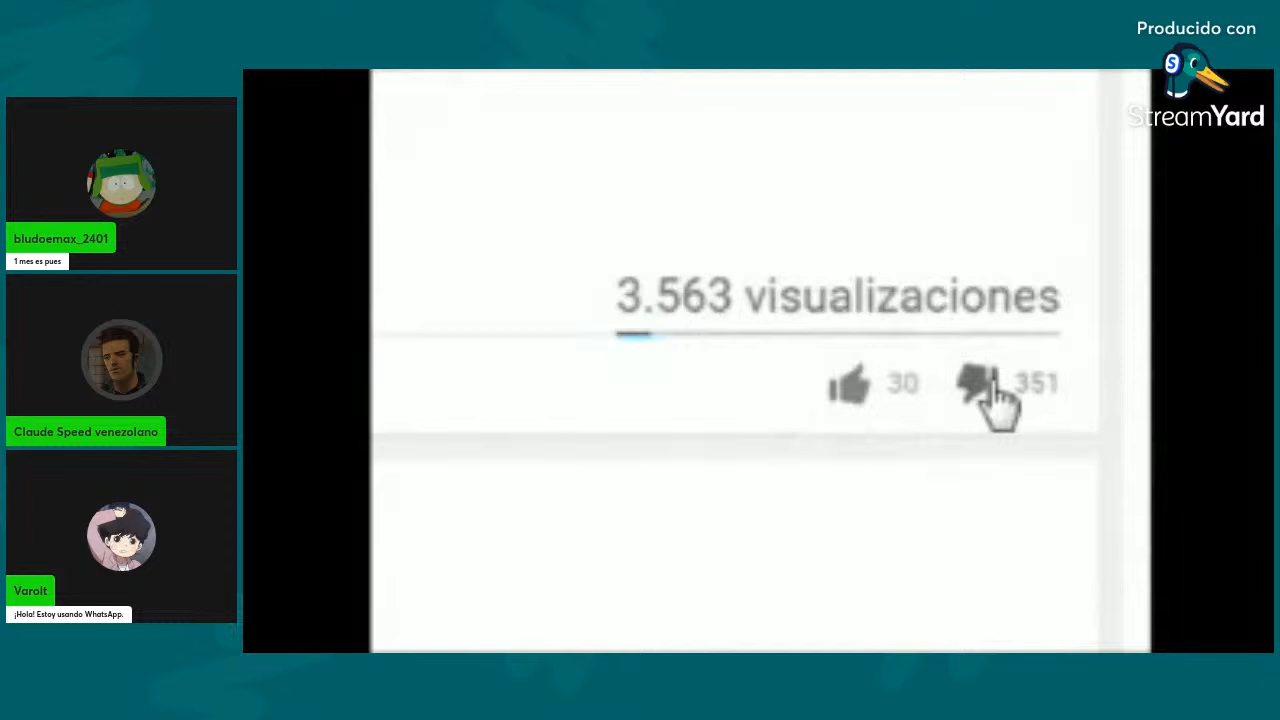 Producido con
StreamYard
bludoemax_2401
1 mes es pues
Claude Speed venezolano
Varolt
¡Hola! Estoy usando WhatsApp.
3.563 visualizaciones
30
351